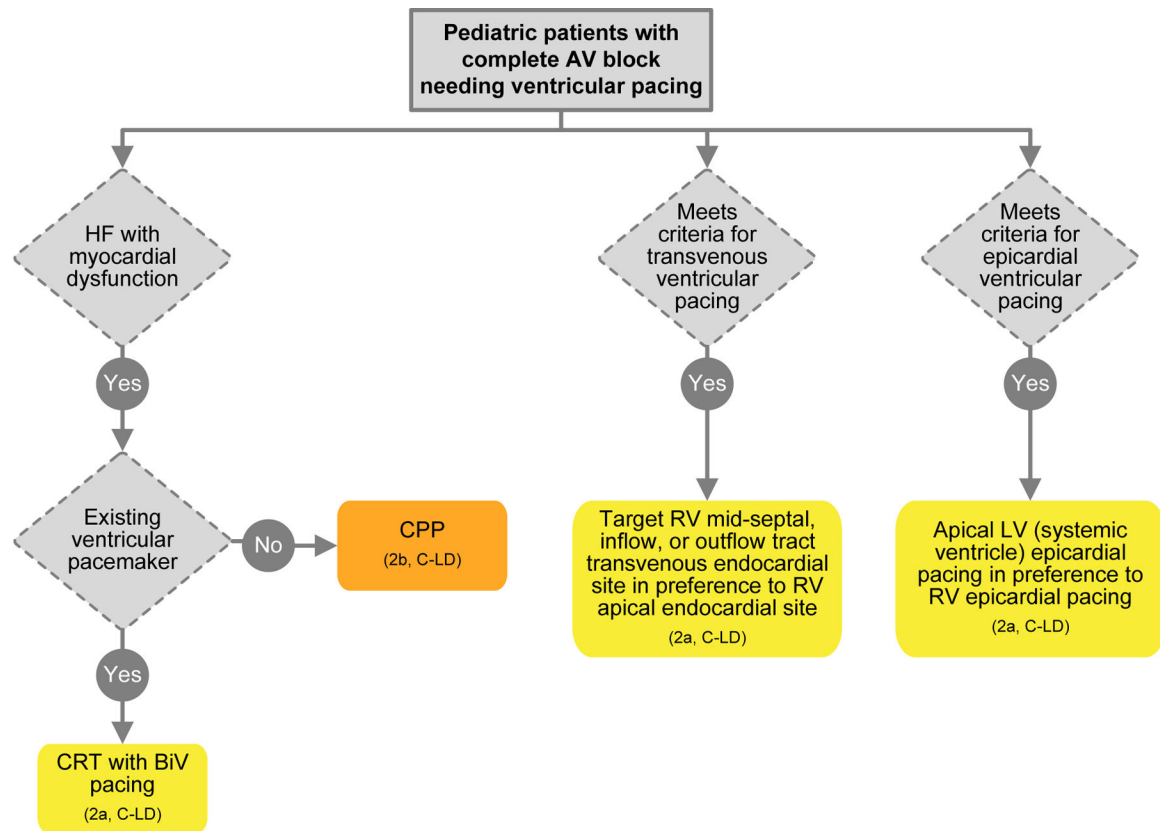 Pediatric patients with
complete AV block
needing ventricular pacing
HF with
myocardial
dysfunction
Meets
criteria for
transvenous
ventricular
pacing
Meets
criteria for
epicardial
ventricular
pacing
Yes
Yes
Yes
Existing
ventricular
pacemaker
No
CPP
(2b, C-LD)
Target RV mid-septal,
inflow, or outflow tract
transvenous endocardial
site in preference to RV
apical endocardial site
(2a, C-LD)
Apical LV (systemic
ventricle) epicardial
pacing in preference to
RV epicardial pacing
(2a, C-LD)
Yes
CRT with BiV
pacing
(2a, C-LD)